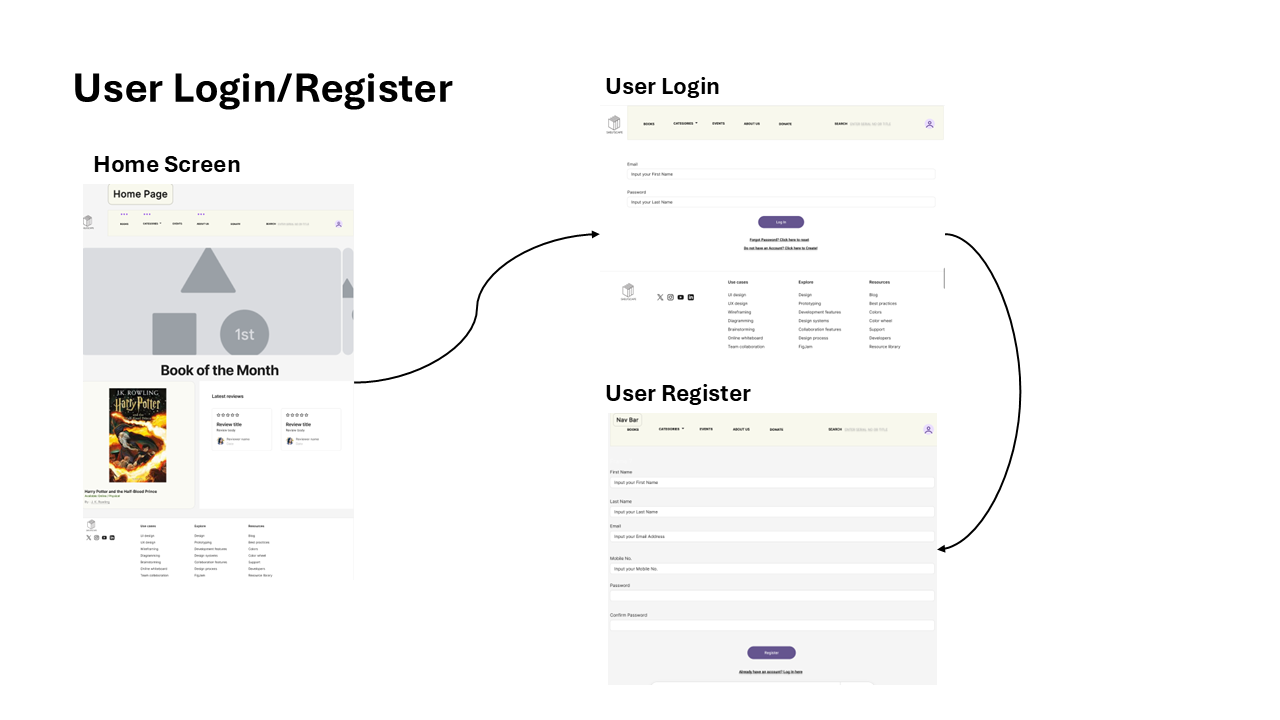 User Login/Register
Home Screen
Home Page
BOOKS CATEGORIES EVENTS ABOUT US DONATE SEARCH
1st
Book of the Month
J.K. ROWLING
Harry Potter
Latest reviews
Review title
Review body
Reviewer name
Review title
Review body
Reviewer name
Harry Potter and the Half-Blood Prince
Use cases Explore Resources
UI design Design Blog
UX design Prototyping Best practices
Wireframing Development features Colors
Diagramming Design systems Color wheel
Brainstorming Collaboration features Support
Online whiteboard Design process Developers
Team collaboration FigJam Resource library
User Login
BOOKS CATEGORIES EVENTS ABOUT US DONATE SEARCH
Email
Input your First Name
Password
Input your Last Name
Log In
Forgot Password? Click here to reset
Do not have an Account? Click here to Create!
Use cases Explore Resources
UI design Design Blog
UX design Prototyping Best practices
Wireframing Development features Colors
Diagramming Design systems Color wheel
Brainstorming Collaboration features Support
Online whiteboard Design process Developers
Team collaboration FigJam Resource library
User Register
Nav Bar
BOOKS CATEGORIES EVENTS ABOUT US DONATE SEARCH
First Name
Input your First Name
Last Name
Input your Last Name
Email
Input your Email Address
Mobile No.
Input your Mobile No.
Password
Confirm Password
Register
Already have an account? Log in here